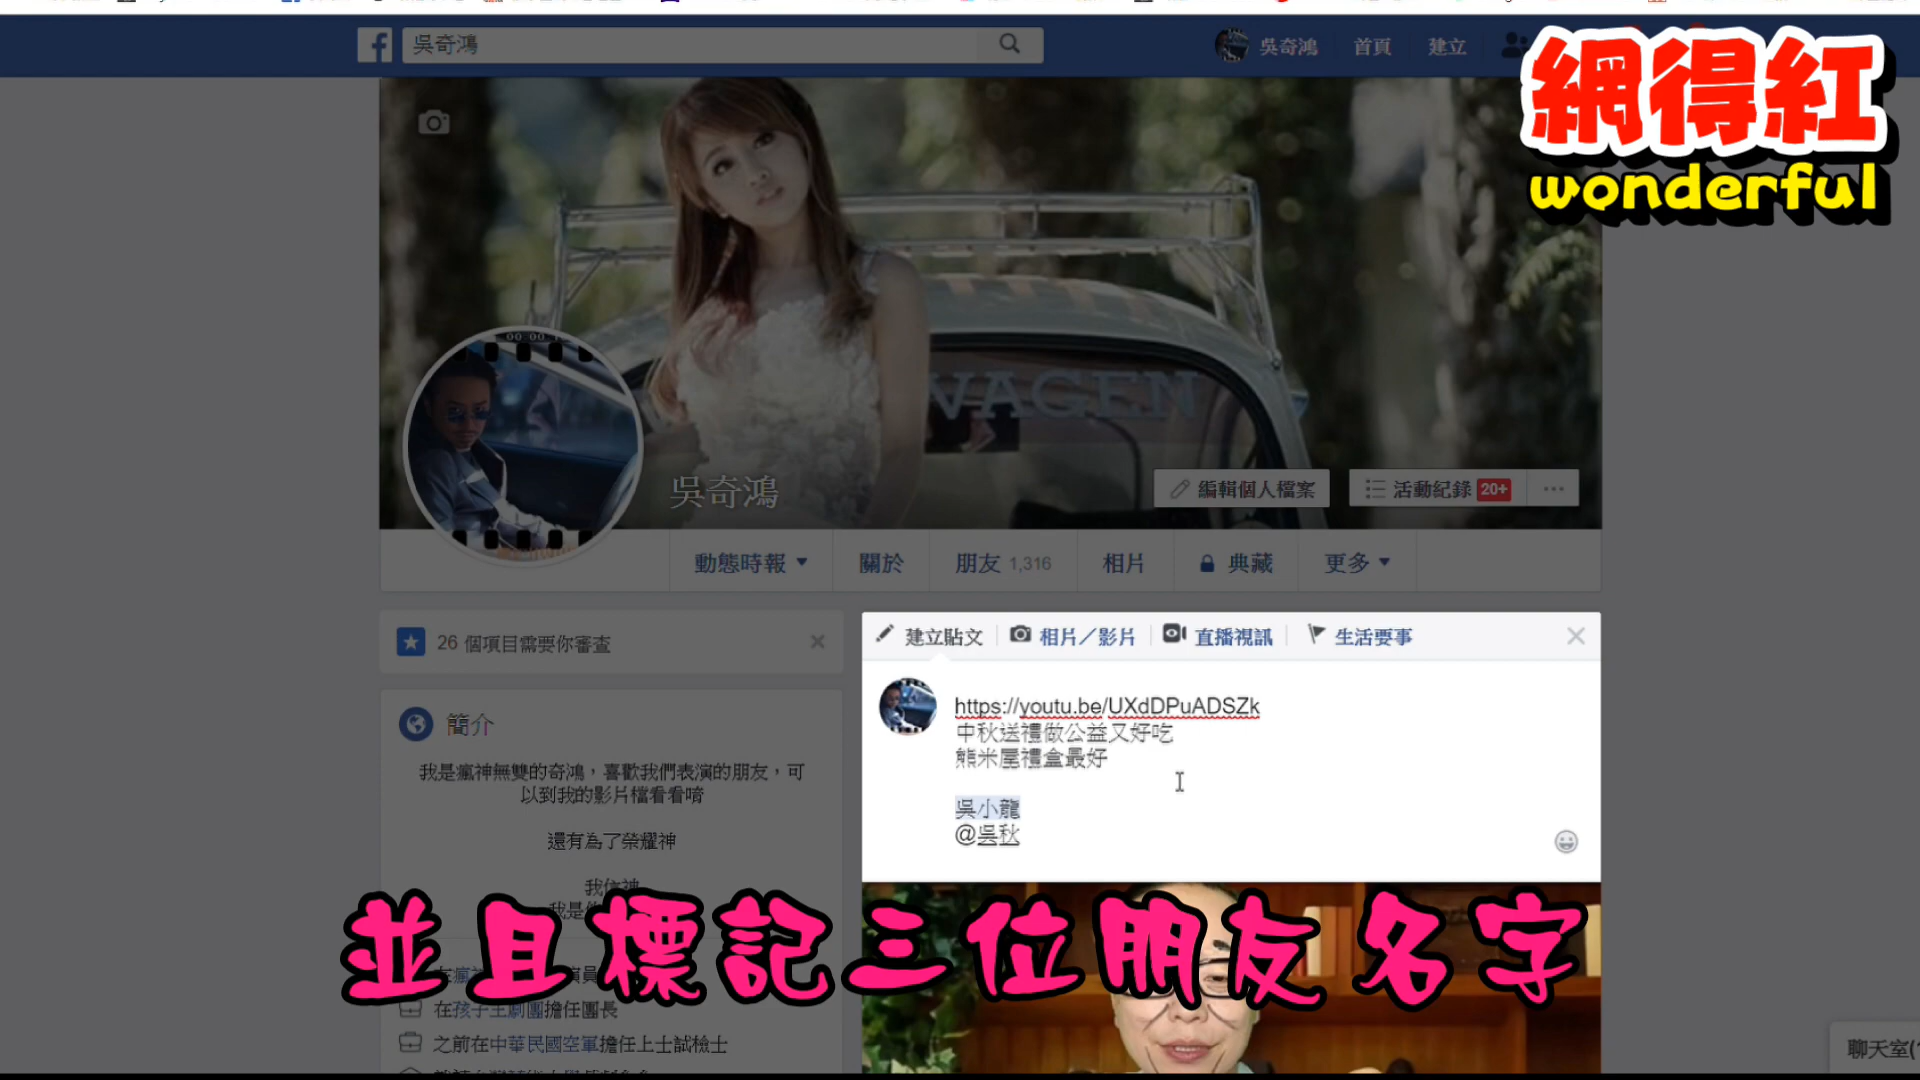 吳奇鴻
吳奇鴻 首頁 建立
網得紅
wonderful
00:00
VAGEN
吳奇鴻
編輯個人檔案
活動紀錄 20+ ...
動態時報 關於 朋友 1,316 相片 典藏 更多
26 個項目需要你審查
建立貼文 相片／影片 直播視訊 生活要事
簡介
我是瘋神無雙的奇鴻，喜歡我們表演的朋友，可
以到我的影片檔看看唷
還有為了榮耀神
我信神
我是
https://youtu.be/UXdDPuADSZk
中秋送禮做公益又好吃
熊米屋禮盒最好
吳小龍
@吳秋
並且標記三位朋友名字
在孩子王劇團擔任團長
之前在中華民國空軍擔任上士試檢士
聊天室